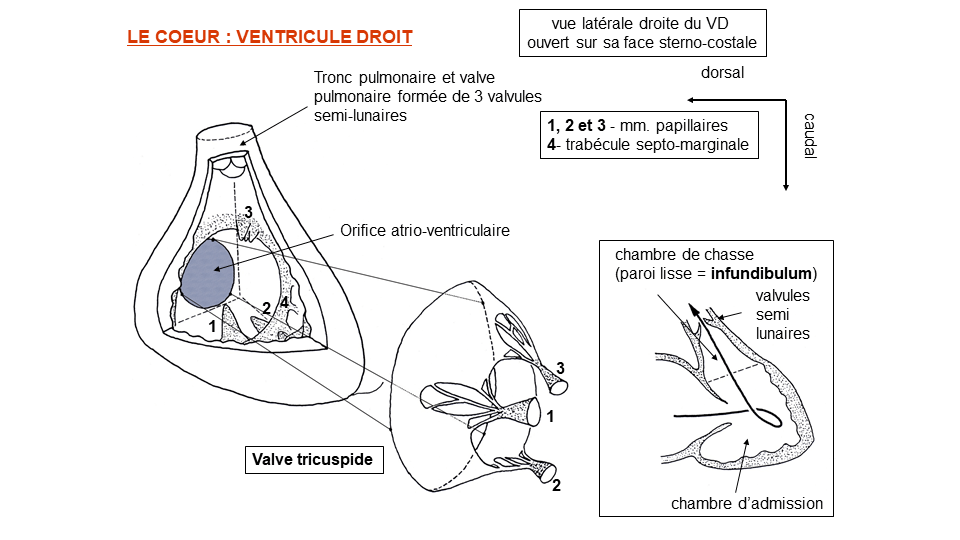 LE COEUR : VENTRICULE DROIT
vue latérale droite du VD
ouvert sur sa face sterno-costale
dorsal
caudal
Tronc pulmonaire et valve
pulmonaire formée de 3 valvules
semi-lunaires
1, 2 et 3 - mm. papillaires
4- trabécule septo-marginale
3
Orifice atrio-ventriculaire
2
4
1
3
1
2
Valve tricuspide
chambre de chasse
(paroi lisse = infundibulum)
valvules
semi
lunaires
chambre d’admission